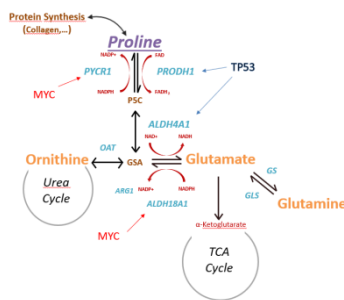 Protein Synthesis
(Collagen,...)
Proline
NADP+
FAD
PYCR1
PRODH1
TP53
NADPH
FADH₂
MYC
P5C
ALDH4A1
NAD+
NADH
OAT
Ornithine
GSA
Glutamate
Urea
Cycle
ARG1
NADP+
NADPH
GS
ALDH18A1
GLS
Glutamine
MYC
α-Ketoglutarate
TCA
Cycle